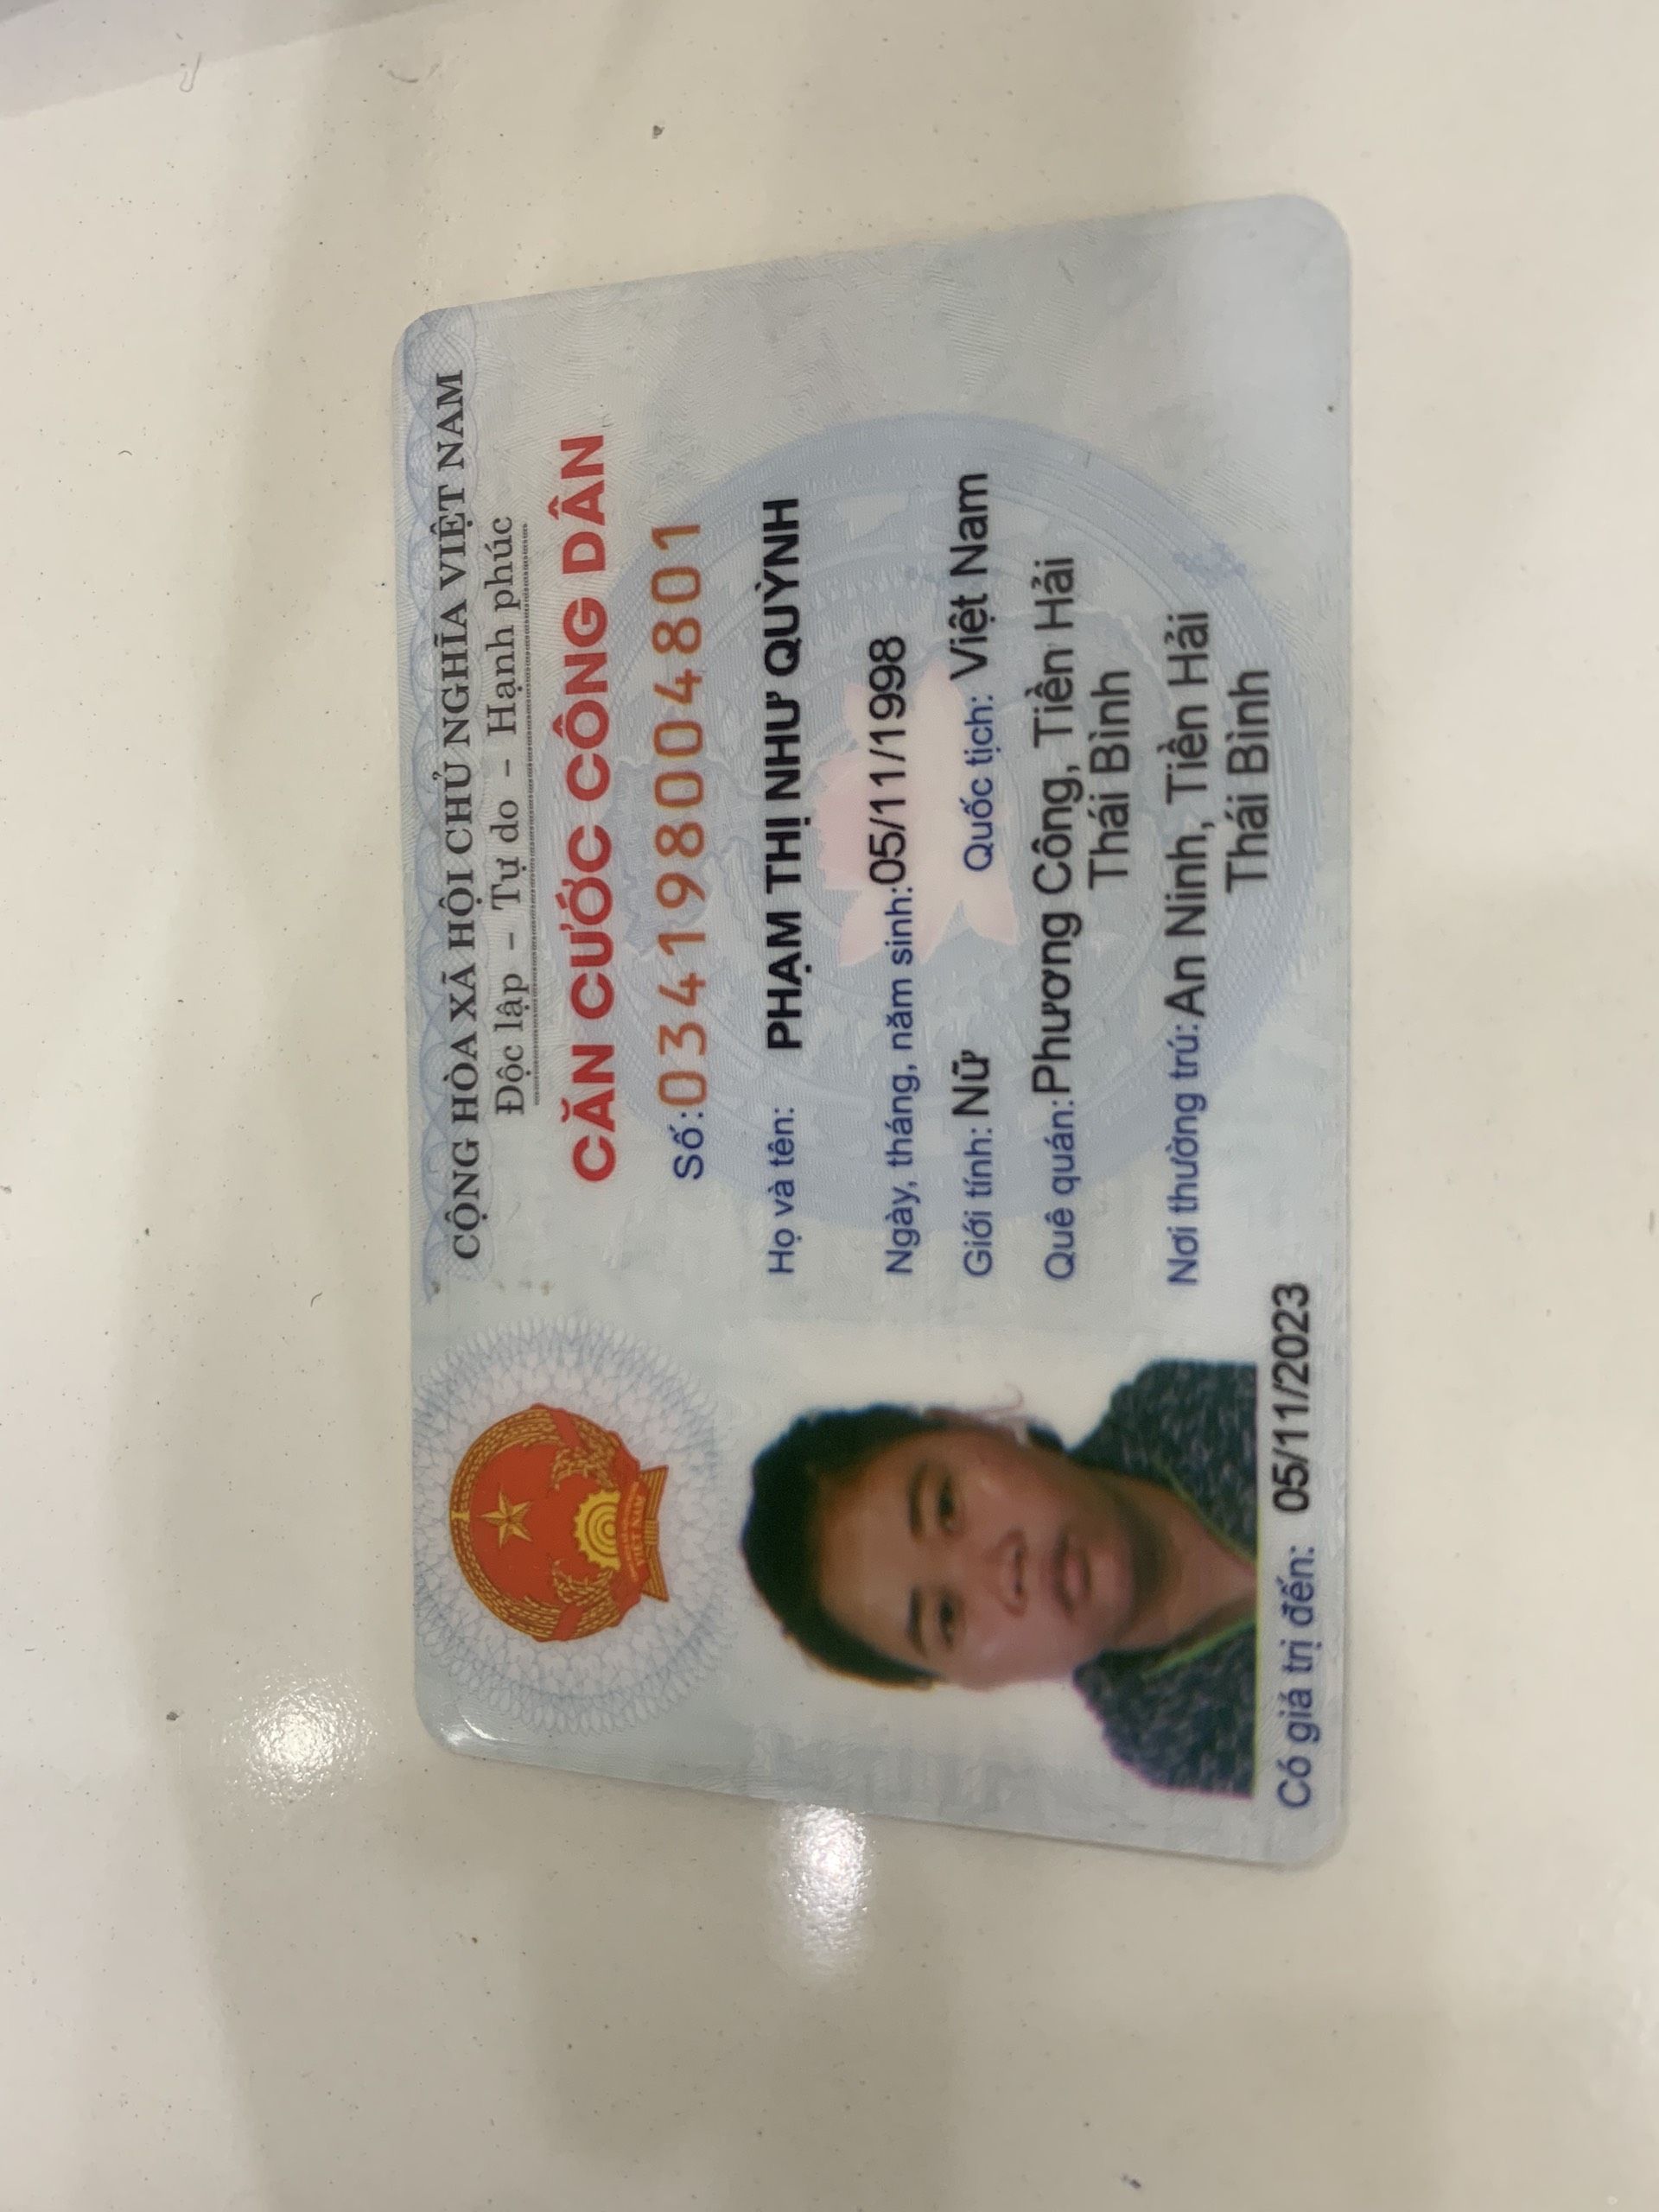 CỘNG HÒA XÃ HỘI CHỦ NGHĨA VIỆT NAM
Độc lập – Tự do – Hạnh phúc
CĂN CƯỚC CÔNG DÂN
Số: 034198004801
Họ và tên: PHẠM THỊ NHƯ QUỲNH
Ngày, tháng, năm sinh: 05/11/1998
Giới tính: Nữ Quốc tịch: Việt Nam
Quê quán: Phương Công, Tiền Hải
Thái Bình
Nơi thường trú: An Ninh, Tiền Hải
Thái Bình
Có giá trị đến: 05/11/2023
VIỆT NAM